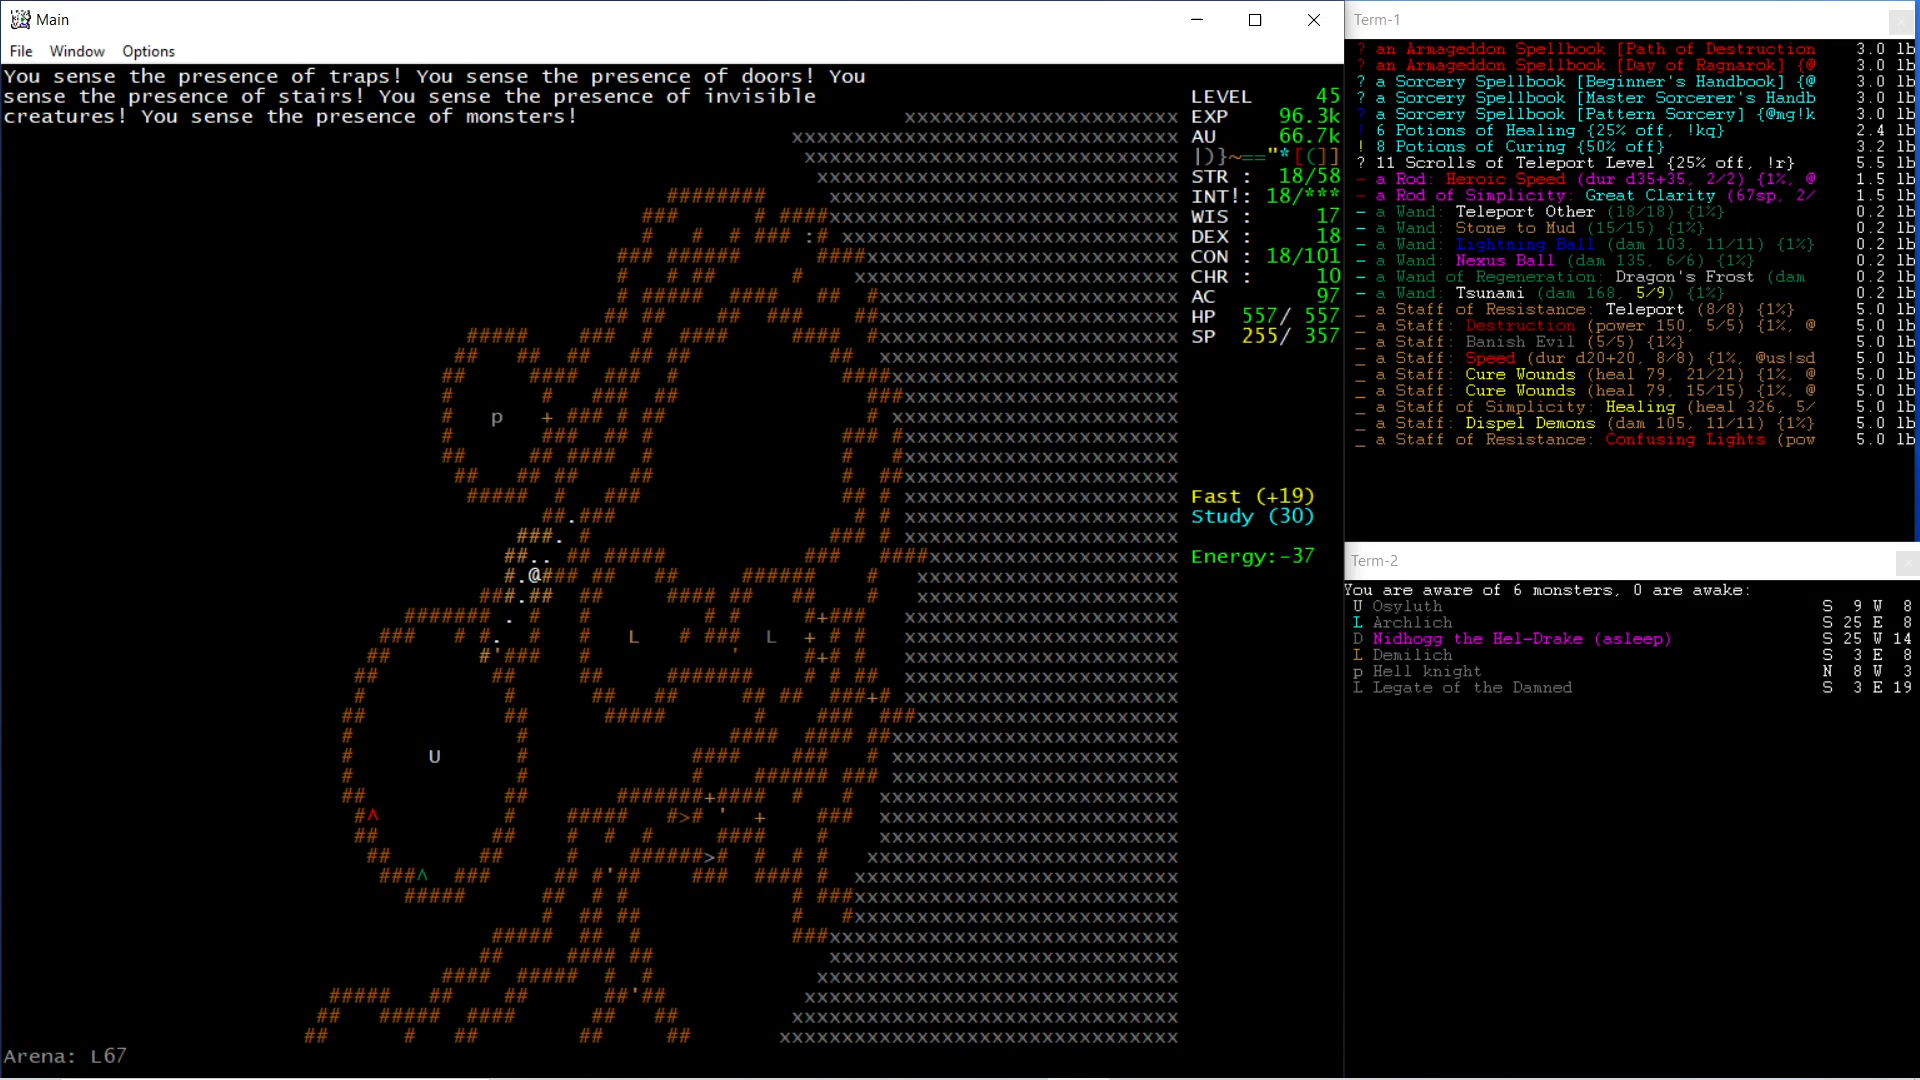 Main
File Window Options
You sense the presence of traps! You sense the presence of doors! You
sense the presence of stairs! You sense the presence of invisible
creatures! You sense the presence of monsters!
LEVEL 45
EXP 96.3k
AU 66.7k
|)}~=="*[(]]
STR : 18/58
INT!: 18/***
WIS : 17
DEX : 18
CON : 18/101
CHR : 10
AC 97
HP 557/ 557
SP 255/ 357
Fast (+19)
Study (30)
Energy:-37
Arena: L67
Term-1
? an Armageddon Spellbook [Path of Destruction 3.0 lb
? an Armageddon Spellbook [Day of Ragnarok] {@ 3.0 lb
? a Sorcery Spellbook [Beginner's Handbook] {@ 3.0 lb
? a Sorcery Spellbook [Master Sorcerer's Handb 3.0 lb
? a Sorcery Spellbook [Pattern Sorcery] {@mg!k 3.0 lb
! 6 Potions of Healing {25% off, !kq} 2.4 lb
! 8 Potions of Curing {50% off} 3.2 lb
? 11 Scrolls of Teleport Level {25% off, !r} 5.5 lb
- a Rod: Heroic Speed (dur d35+35, 2/2) {1%, @ 1.5 lb
- a Rod of Simplicity: Great Clarity (67sp, 2/ 1.5 lb
- a Wand: Teleport Other (18/18) {1%} 0.2 lb
- a Wand: Stone to Mud (15/15) {1%} 0.2 lb
- a Wand: Lightning Ball (dam 103, 11/11) {1%} 0.2 lb
- a Wand: Nexus Ball (dam 135, 6/6) {1%} 0.2 lb
- a Wand of Regeneration: Dragon's Frost (dam 0.2 lb
- a Wand: Tsunami (dam 168, 5/9) {1%} 0.2 lb
_ a Staff of Resistance: Teleport (8/8) {1%} 5.0 lb
_ a Staff: Destruction (power 150, 5/5) {1%, @ 5.0 lb
_ a Staff: Banish Evil (5/5) {1%} 5.0 lb
_ a Staff: Speed (dur d20+20, 8/8) {1%, @us!sd 5.0 lb
_ a Staff: Cure Wounds (heal 79, 21/21) {1%, @ 5.0 lb
_ a Staff: Cure Wounds (heal 79, 15/15) {1%, @ 5.0 lb
_ a Staff of Simplicity: Healing (heal 326, 5/ 5.0 lb
_ a Staff: Dispel Demons (dam 105, 11/11) {1%} 5.0 lb
_ a Staff of Resistance: Confusing Lights (pow 5.0 lb
Term-2
You are aware of 6 monsters, 0 are awake:
U Osyluth S 9 W 8
L Archlich S 25 E 8
D Nidhogg the Hel-Drake (asleep) S 25 W 14
L Demilich S 3 E 8
p Hell knight N 8 W 3
L Legate of the Damned S 3 E 19